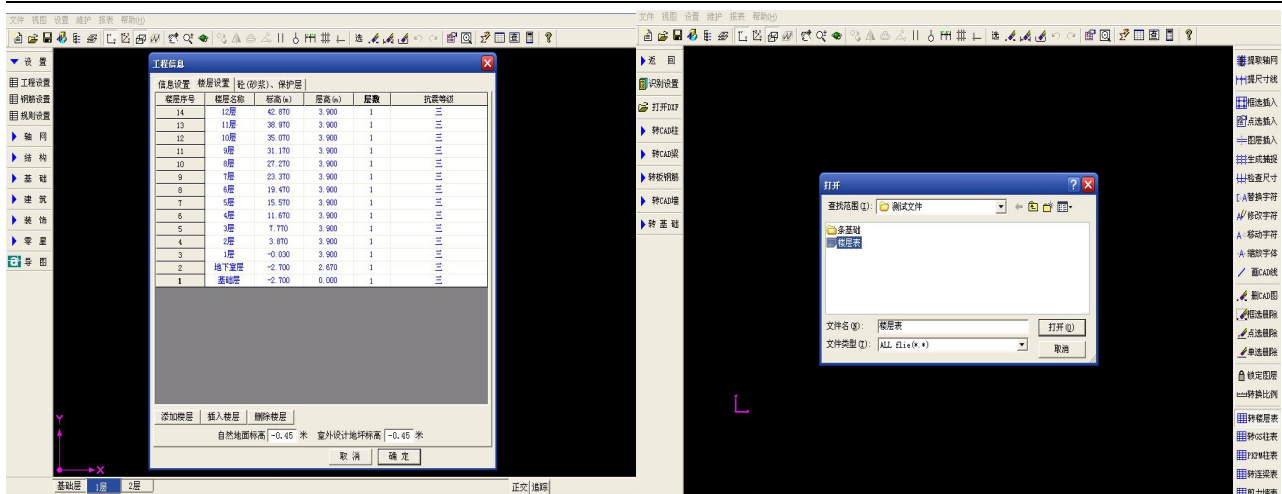 文件 视图 设置 维护 报表 帮助(H)
设 置
工程设置
钢筋设置
规则设置
轴 网
结 构
基 础
建 筑
装 饰
零 星
导 图
工程信息
信息设置 楼层设置 砼(砂浆)、保护层
楼层序号 楼层名称 标高(m) 层高(m) 层数 抗震等级
14 12层 42.870 3.900 1 三
13 11层 38.970 3.900 1 三
12 10层 35.070 3.900 1 三
11 9层 31.170 3.900 1 三
10 8层 27.270 3.900 1 三
9 7层 23.370 3.900 1 三
8 6层 19.470 3.900 1 三
7 5层 15.570 3.900 1 三
6 4层 11.670 3.900 1 三
5 3层 7.770 3.900 1 三
4 2层 3.870 3.900 1 三
3 1层 -0.030 3.900 1 三
2 地下室层 -2.700 2.670 1 三
1 基础层 -2.700 0.000 1 三
添加楼层 插入楼层 删除楼层
自然地面标高 -0.45 米 室外设计地坪标高 -0.45 米
取 消 确 定
Y
X
基础层 1层 2层
正交 追踪
文件 视图 设置 维护 报表 帮助(H)
返 回
识别设置
打开DXF
转CAD柱
转CAD梁
转板钢筋
转CAD墙
转 基 础
打开
查找范围(I): 测试文件
条基础
楼层表
文件名(N): 楼层表 打开(O)
文件类型(T): ALL flie(*.*) 取消
提取轴网
提尺寸线
框选插入
点选插入
图层插入
生成捕捉
检查尺寸
替换字符
修改字符
移动字符
缩放字体
画CAD线
删CAD图
框选删除
点选删除
单选删除
锁定图层
转换比例
转楼层表
转GS柱表
PKPM柱表
转连梁表
剪力墙表